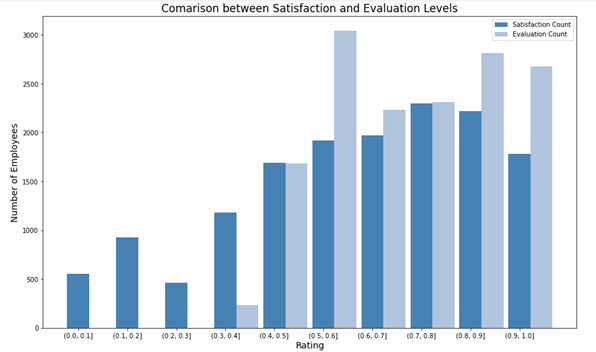 Comarison between Satisfaction and Evaluation Levels
Satisfaction Count
Evaluation Count
Number of Employees
3000
2500
2000
1500
1000
500
0
(0.0, 0.1] (0.1, 0.2] (0.2, 0.3] (0.3, 0.4] (0.4, 0.5] (0.5, 0.6] (0.6, 0.7] (0.7, 0.8] (0.8, 0.9] (0.9, 1.0]
Rating